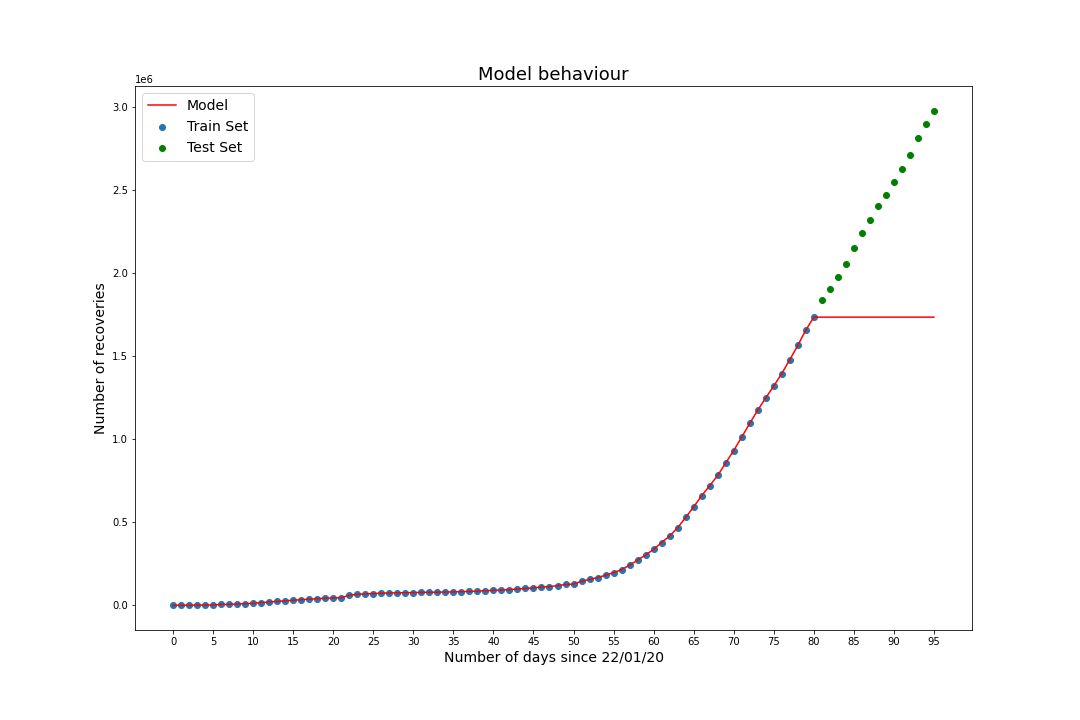 Model behaviour
1e6
Model
Train Set
Test Set
3.0
2.5
2.0
1.5
1.0
0.5
0.0
Number of recoveries
0 5 10 15 20 25 30 35 40 45 50 55 60 65 70 75 80 85 90 95
Number of days since 22/01/20